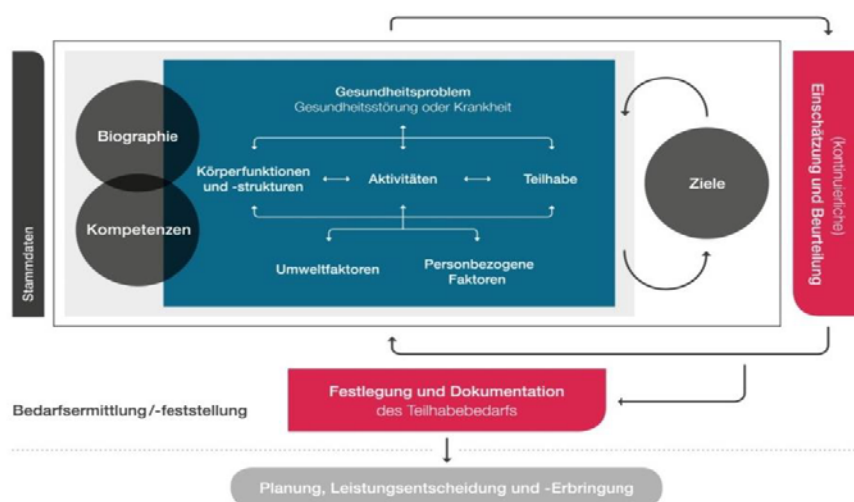 Stammdaten
Biographie
Kompetenzen
Gesundheitsproblem
Gesundheitsstörung oder Krankheit
Körperfunktionen
und -strukturen
Aktivitäten
Teilhabe
Umweltfaktoren
Personbezogene
Faktoren
Ziele
(kontinuierliche)
Einschätzung und Beurteilung
Bedarfsermittlung/-feststellung
Festlegung und Dokumentation
des Teilhabebedarfs
Planung, Leistungsentscheidung und -Erbringung